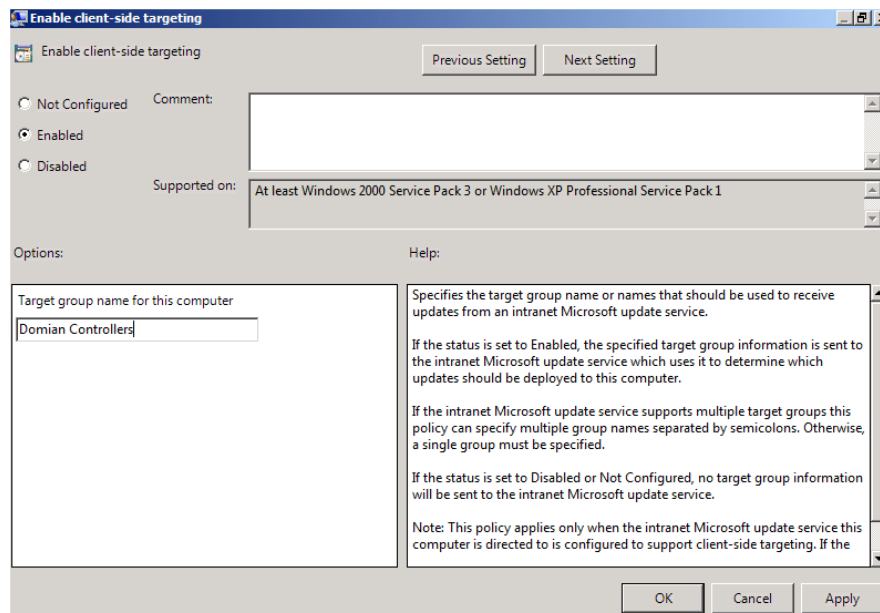 Enable client-side targeting
Enable client-side targeting
Previous Setting
Next Setting
Not Configured
Enabled
Disabled
Comment:
Supported on:
At least Windows 2000 Service Pack 3 or Windows XP Professional Service Pack 1
Options:
Help:
Target group name for this computer
Domian Controllers
Specifies the target group name or names that should be used to receive
updates from an intranet Microsoft update service.
If the status is set to Enabled, the specified target group information is sent to
the intranet Microsoft update service which uses it to determine which
updates should be deployed to this computer.
If the intranet Microsoft update service supports multiple target groups this
policy can specify multiple group names separated by semicolons. Otherwise,
a single group must be specified.
If the status is set to Disabled or Not Configured, no target group information
will be sent to the intranet Microsoft update service.
Note: This policy applies only when the intranet Microsoft update service this
computer is directed to is configured to support client-side targeting. If the
OK
Cancel
Apply